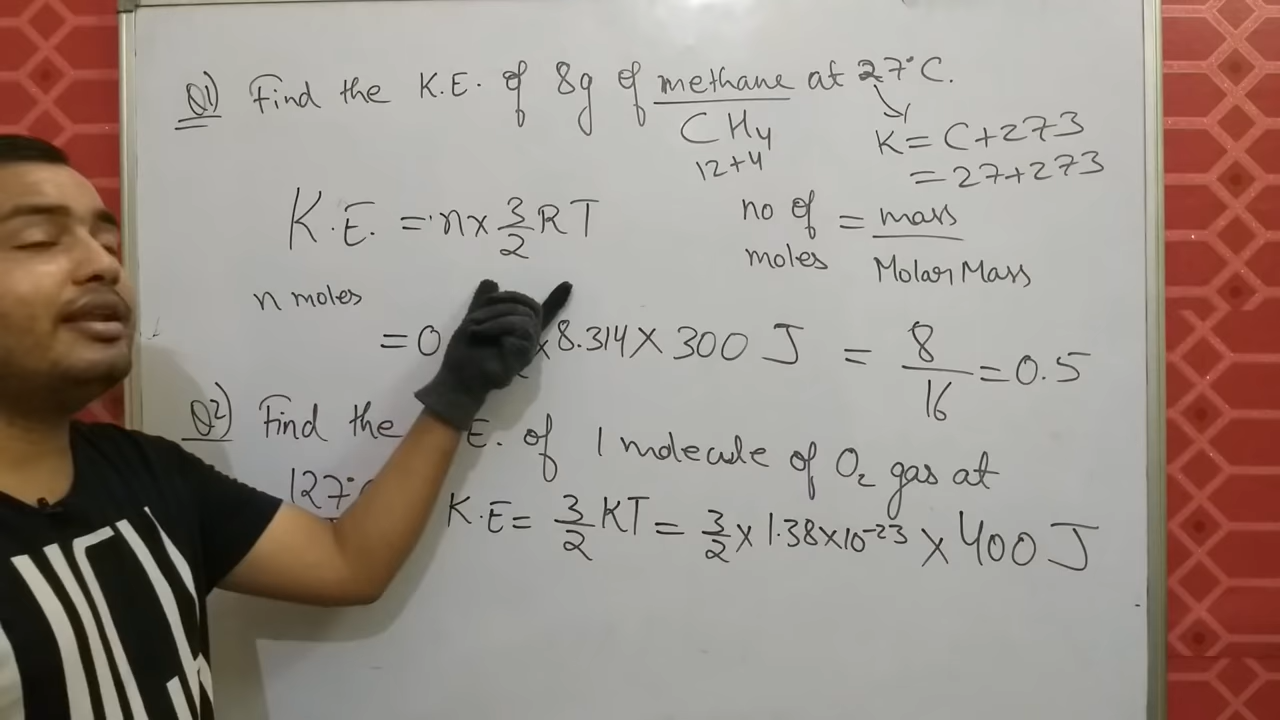 Q1) Find the K.E. of 8g of methane at 27°C.
CH4
12+4
K = C+273
= 27+273
K.E. = n × 3/2 RT
n moles
no of moles = mass / Molar Mass
= 0 × 8.314 × 300 J
= 8/16 = 0.5
Q2) Find the E. of 1 molecule of O2 gas at
127°
K.E = 3/2 KT = 3/2 × 1.38×10-23 × 400 J